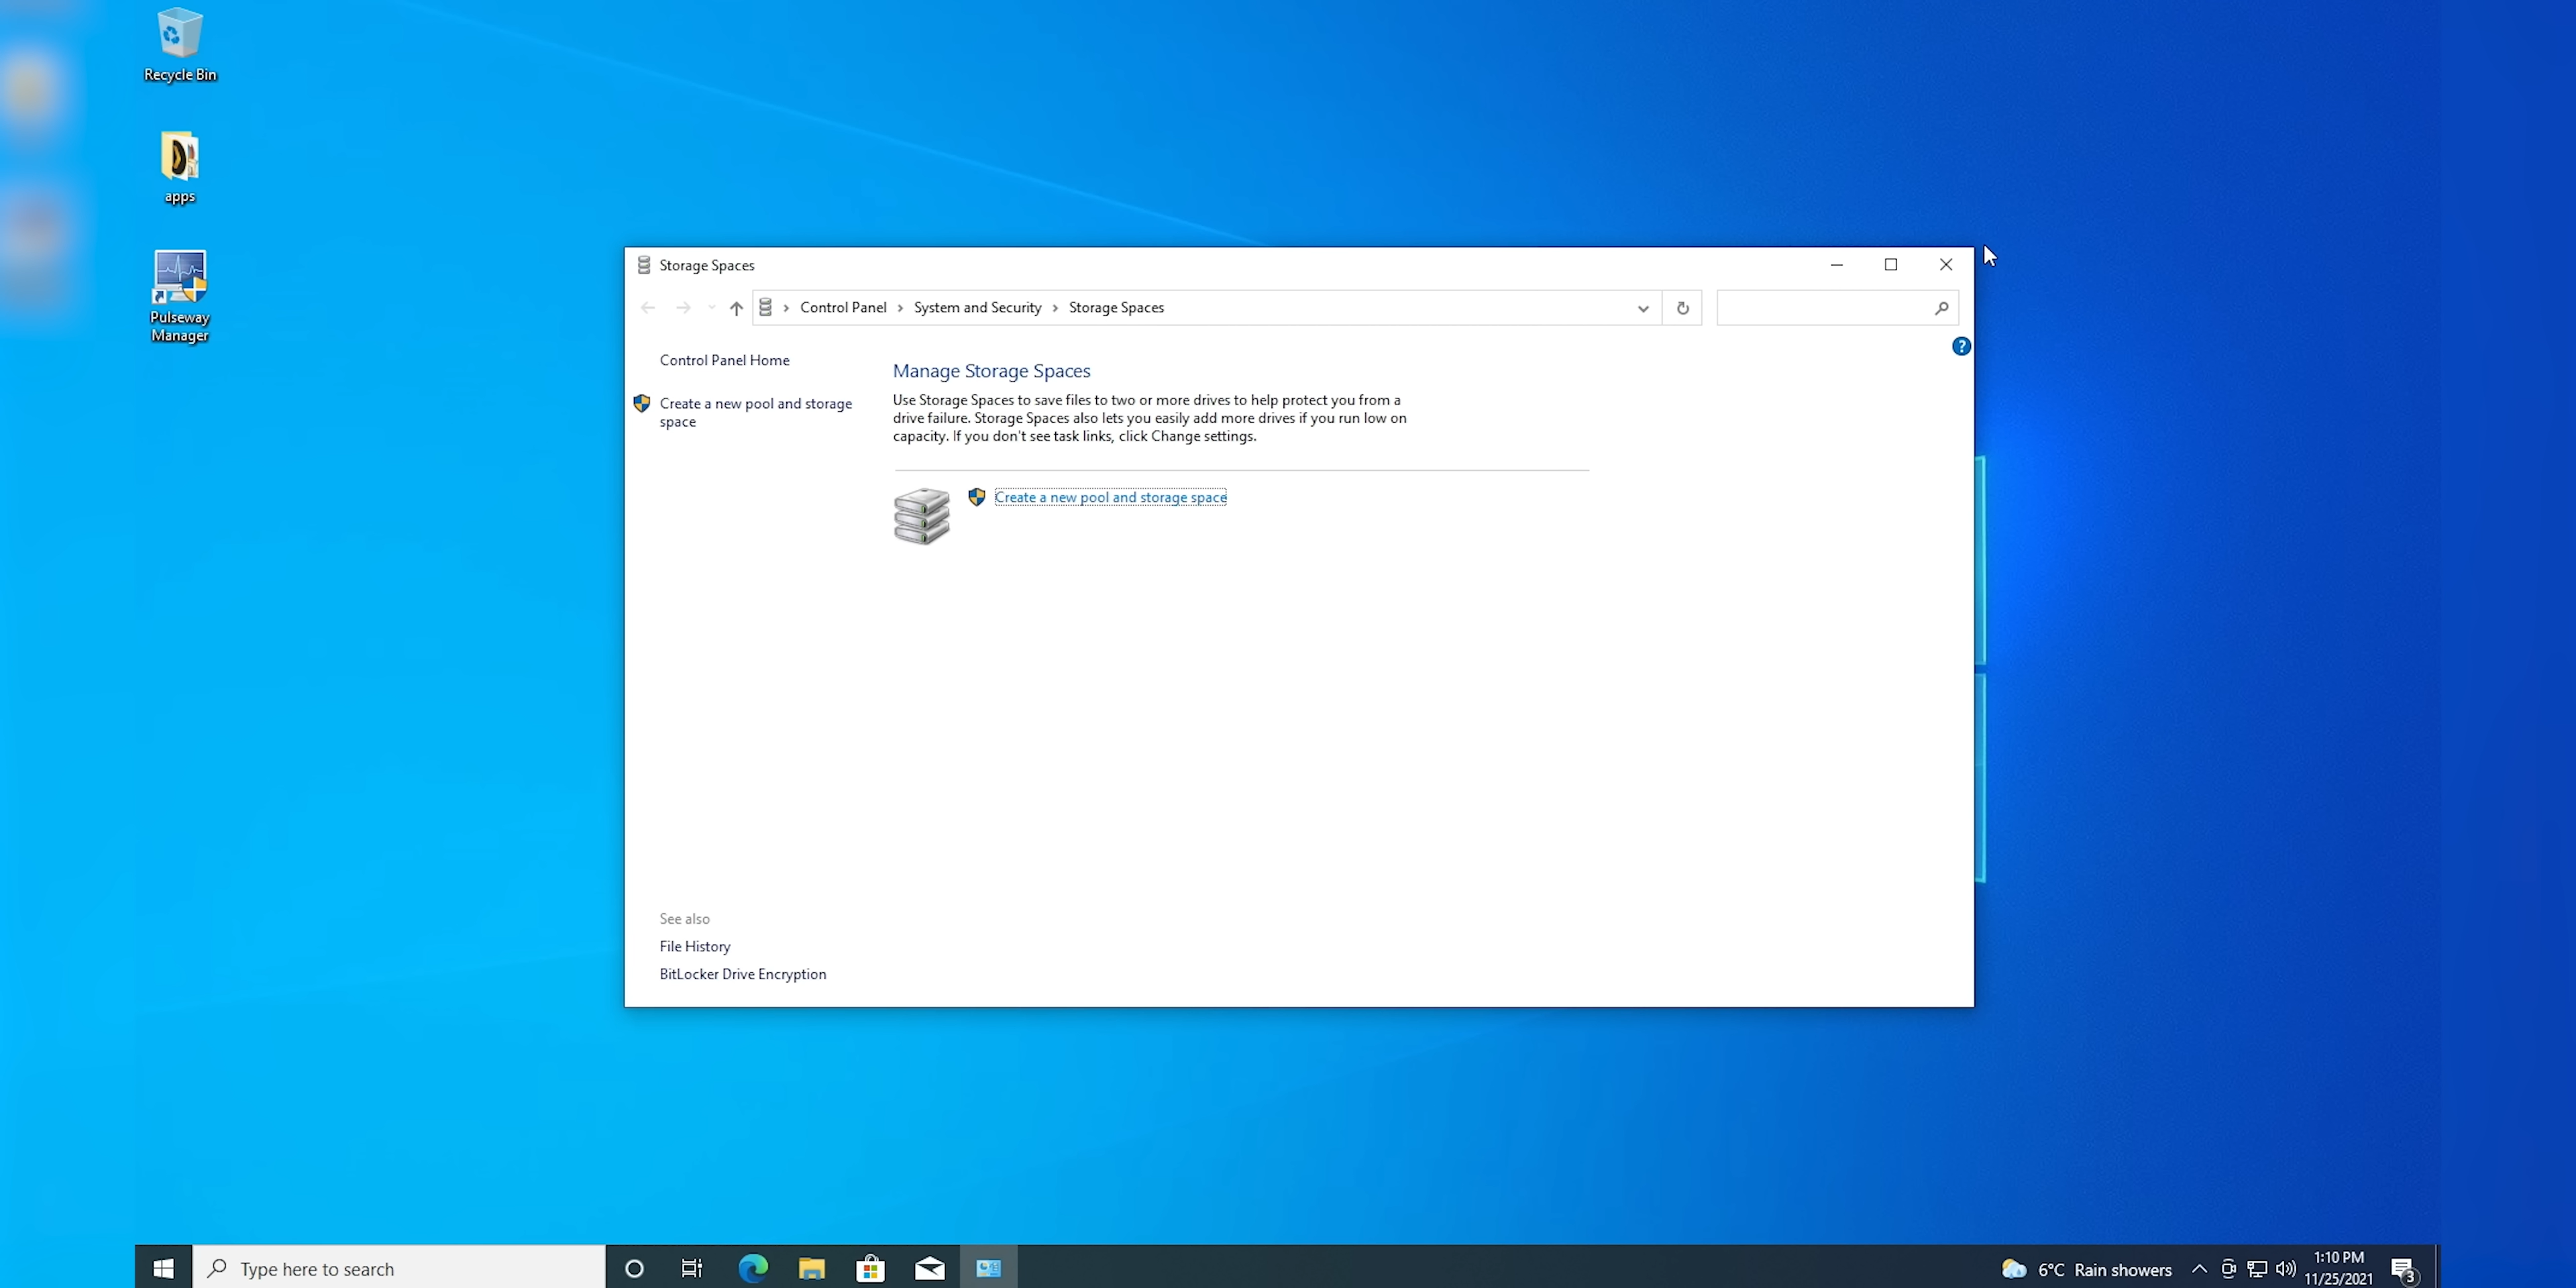 Recycle Bin
apps
Pulseway
Manager
Storage Spaces
Control Panel > System and Security > Storage Spaces
Control Panel Home
Create a new pool and storage
space
Manage Storage Spaces
Use Storage Spaces to save files to two or more drives to help protect you from a
drive failure. Storage Spaces also lets you easily add more drives if you run low on
capacity. If you don't see task links, click Change settings.
Create a new pool and storage space
See also
File History
BitLocker Drive Encryption
Type here to search
6°C Rain showers
1:10 PM
11/25/2021
3